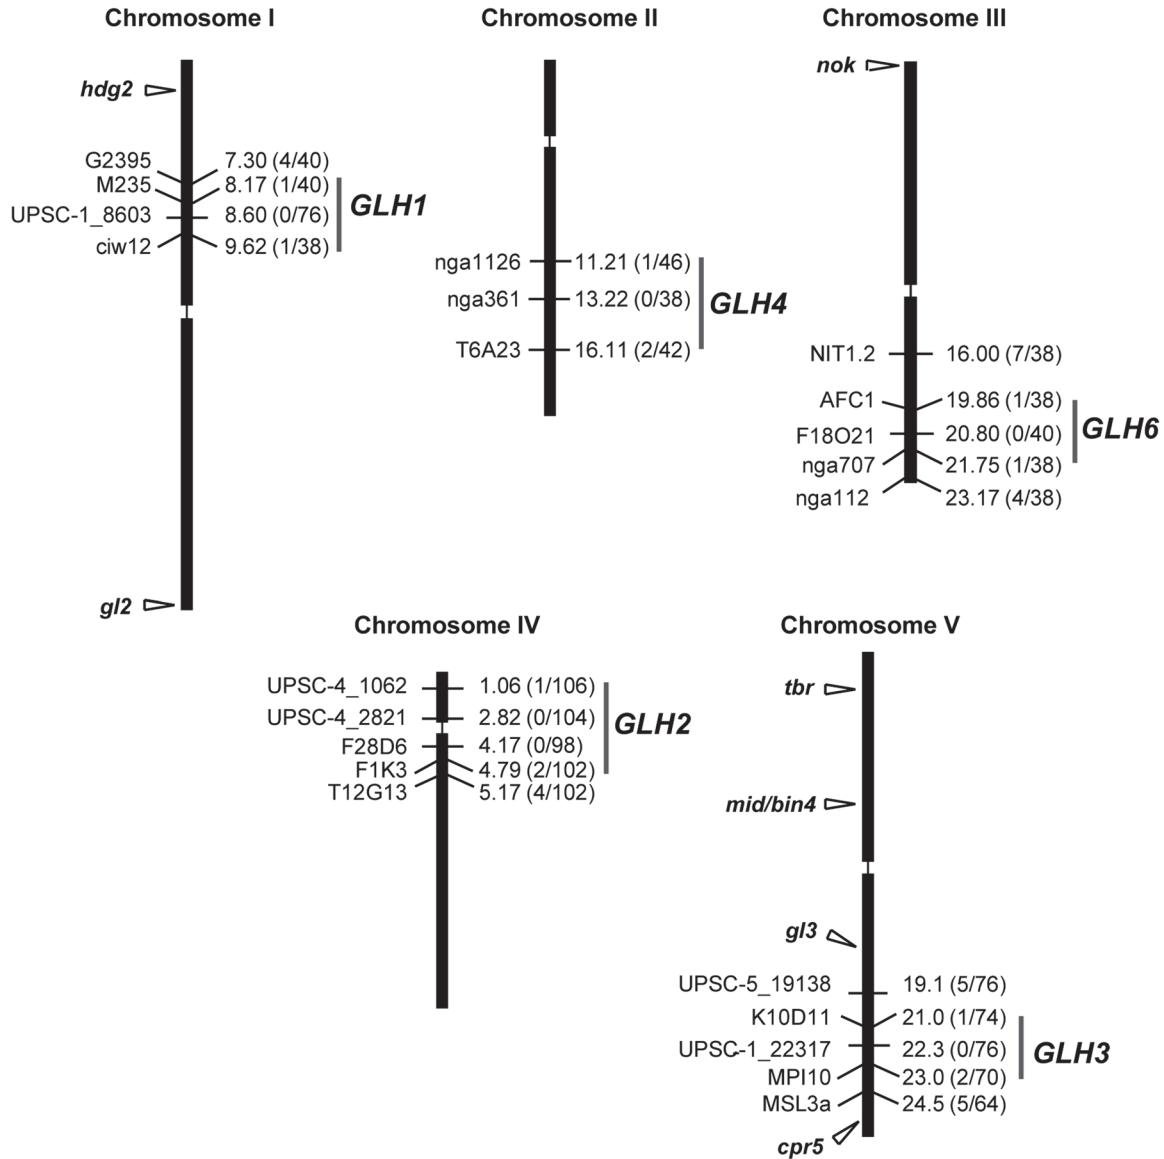 Chromosome I
hdg2
G2395 7.30 (4/40)
M235 8.17 (1/40)
UPSC-1_8603 8.60 (0/76)
ciw12 9.62 (1/38)
GLH1
gl2
Chromosome II
nga1126 11.21 (1/46)
nga361 13.22 (0/38)
T6A23 16.11 (2/42)
GLH4
Chromosome III
nok
NIT1.2 16.00 (7/38)
AFC1 19.86 (1/38)
F18O21 20.80 (0/40)
nga707 21.75 (1/38)
nga112 23.17 (4/38)
GLH6
Chromosome IV
UPSC-4_1062 1.06 (1/106)
UPSC-4_2821 2.82 (0/104)
F28D6 4.17 (0/98)
F1K3 4.79 (2/102)
T12G13 5.17 (4/102)
GLH2
Chromosome V
tbr
mid/bin4
gl3
UPSC-5_19138 19.1 (5/76)
K10D11 21.0 (1/74)
UPSC-1_22317 22.3 (0/76)
MPI10 23.0 (2/70)
MSL3a 24.5 (5/64)
GLH3
cpr5